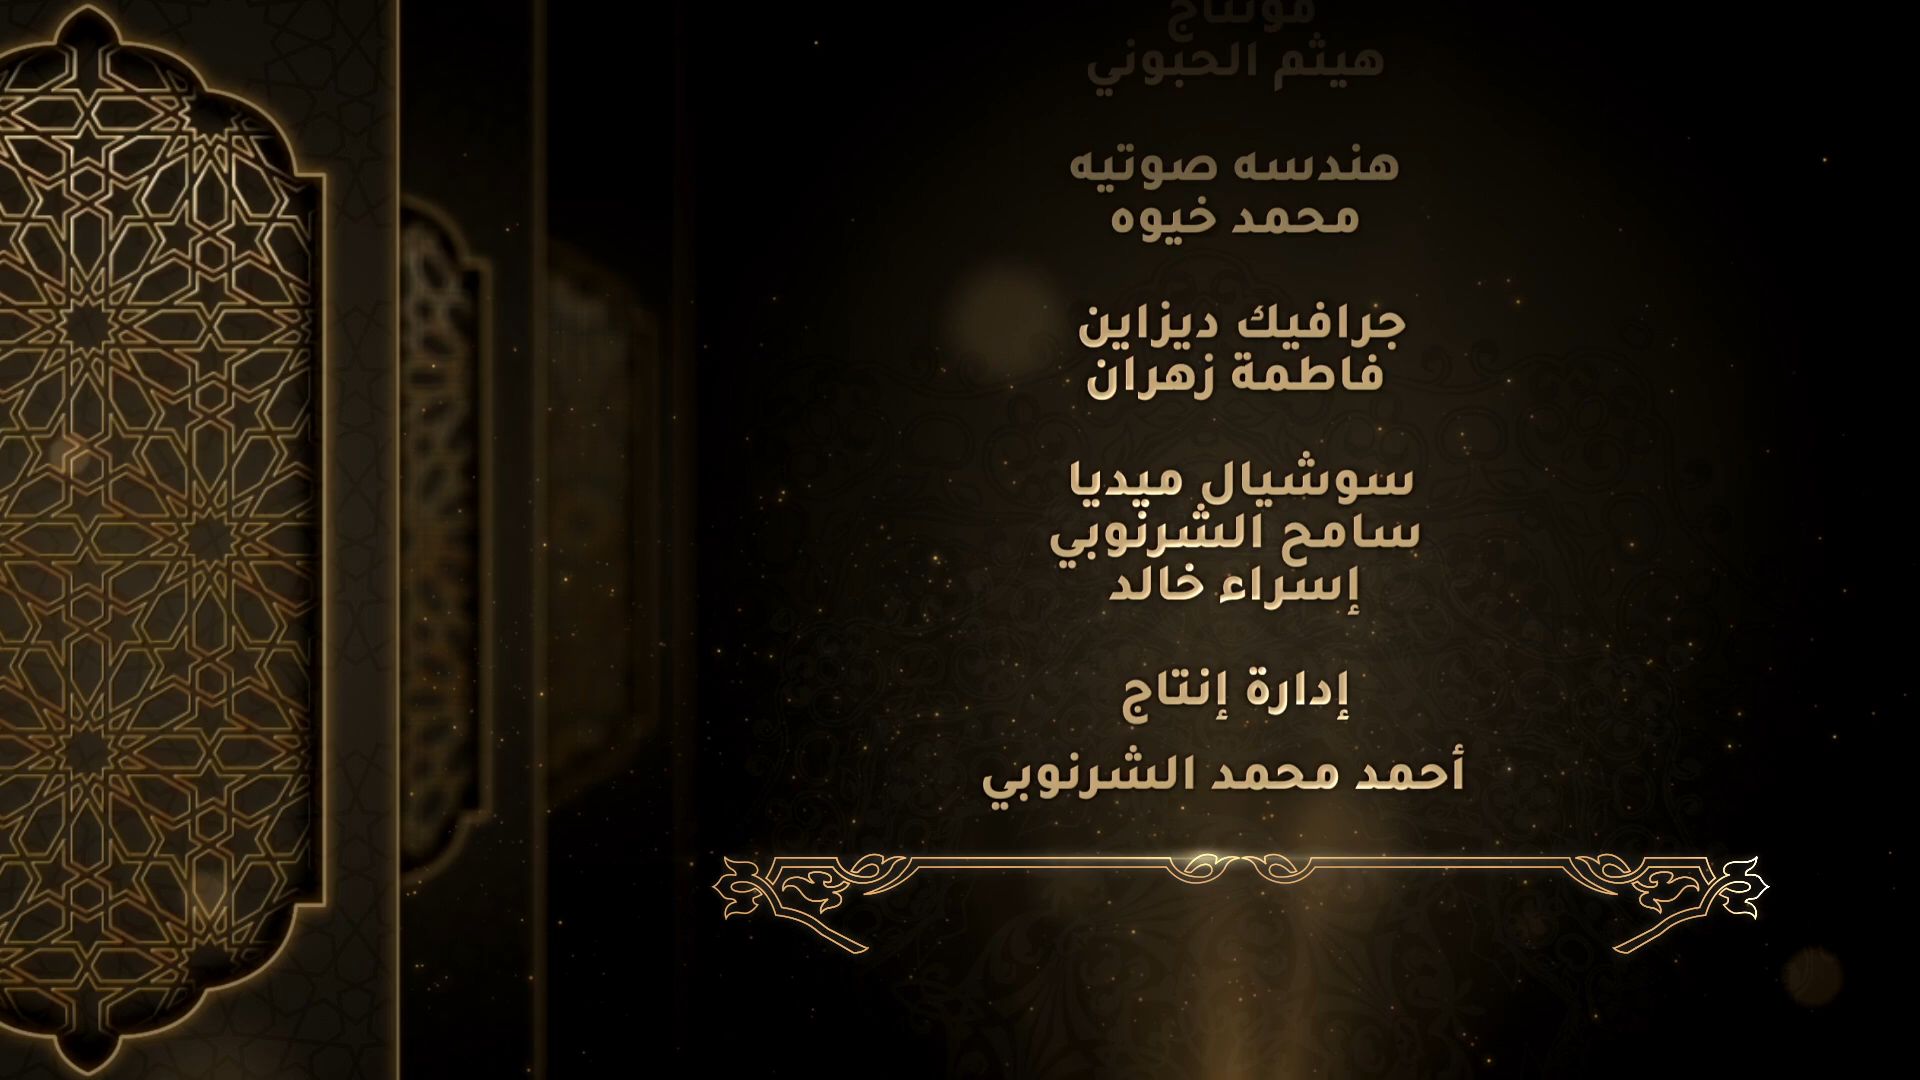 مونتاج
هيثم الحبوني
هندسه صوتيه
محمد خيوه
جرافيك ديزاين
فاطمة زهران
سوشيال ميديا
سامح الشرنوبي
إسراء خالد
إدارة إنتاج
أحمد محمد الشرنوبي